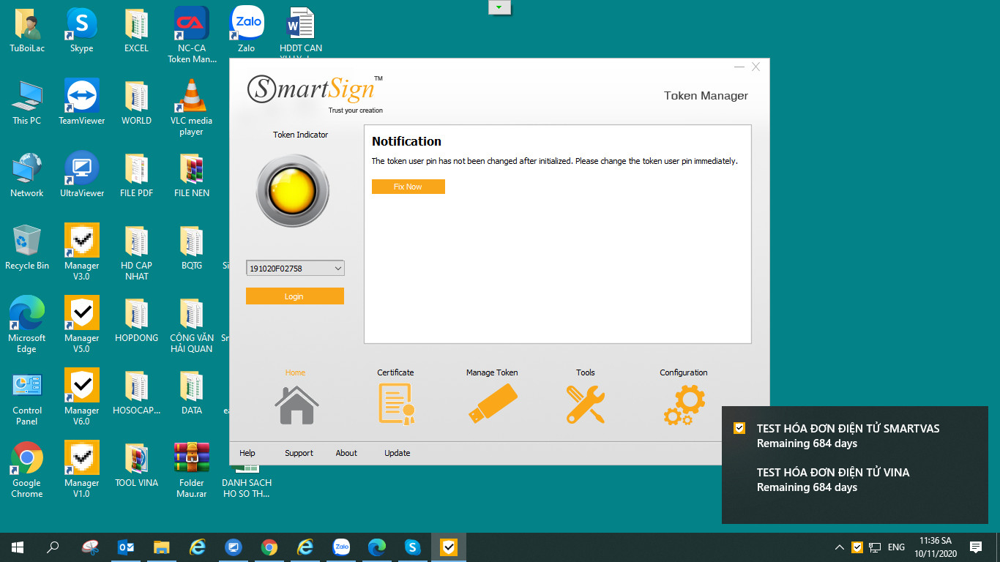 TuBoiLac
Skype
EXCEL
NC-CA
Token Man...
Zalo
Zalo
HDDT CAN
This PC
TeamViewer
WORLD
VLC media
player
Network
UltraViewer
FILE PDF
FILE NEN
Recycle Bin
Manager
V3.0
HD CAP
NHAT
BQTG
Microsoft
Edge
Manager
V5.0
HOPDONG
CÔNG VĂN
HẢI QUAN
Control
Panel
Manager
V6.0
HOSOCAP...
DATA
Google
Chrome
Manager
V1.0
TOOL VINA
Folder
Mau.rar
DANH SACH
HO SO TH...
SmartSign™
Trust your creation
Token Manager
Token Indicator
Notification
The token user pin has not been changed after initialized. Please change the token user pin immediately.
Fix Now
191020F02758
Login
Home
Certificate
Manage Token
Tools
Configuration
Help
Support
About
Update
TEST HÓA ĐƠN ĐIỆN TỬ SMARTVAS
Remaining 684 days
TEST HÓA ĐƠN ĐIỆN TỬ VINA
Remaining 684 days
Zalo
ENG
11:36 SA
10/11/2020